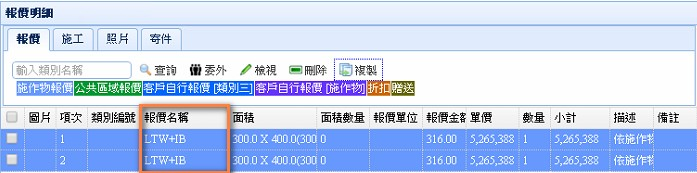 報價明細
報價 施工 照片 寄件
輸入類別名稱 查詢 委外 檢視 刪除 複製
施作物報價 公共區域報價 客戶自行報價 [類別三] 客戶自行報價 [施作物] 折扣 贈送
圖片 項次 類別編號 報價名稱 面積 面積數量 報價單位 報價金額 單價 數量 小計 描述 備註
1 LTW+IB 300.0 X 400.0(300 0 316.00 5,265,388 1 5,265,388 依施作物
2 LTW+IB 300.0 X 400.0(300 0 316.00 5,265,388 1 5,265,388 依施作物